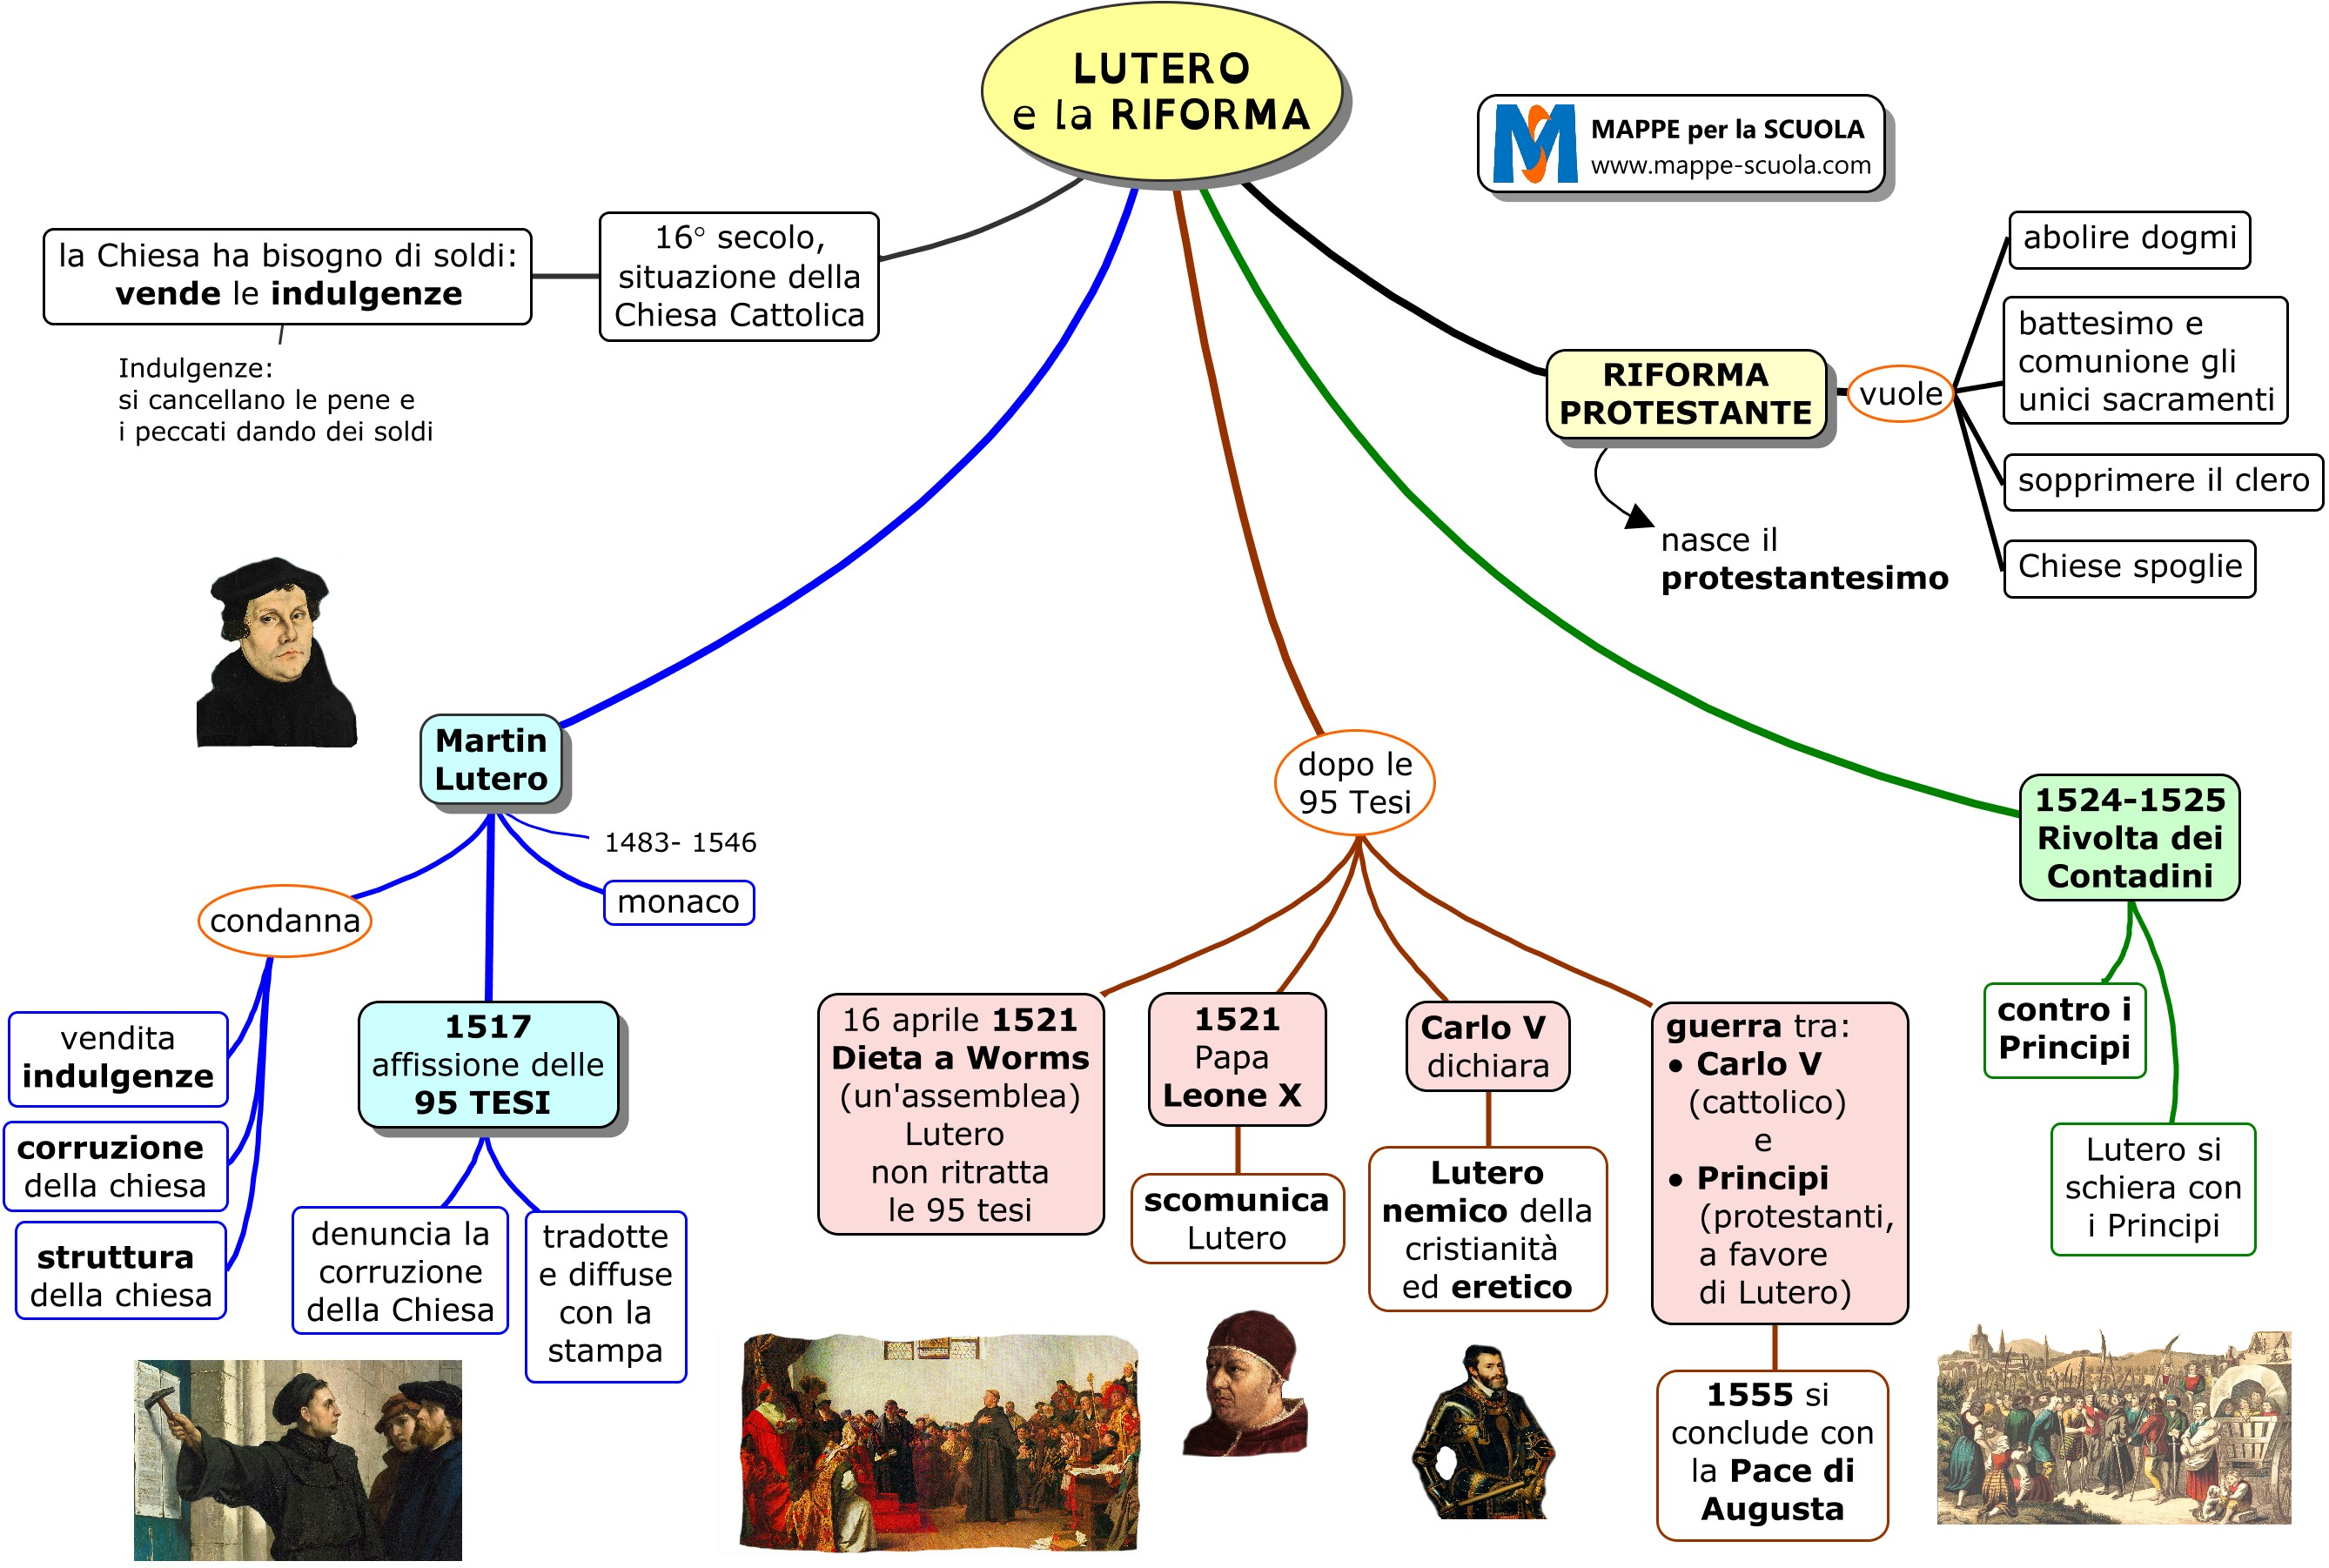 LUTERO
e la RIFORMA
MAPPE per la SCUOLA
www.mappe-scuola.com
la Chiesa ha bisogno di soldi:
vende le indulgenze
Indulgenze:
si cancellano le pene e
i peccati dando dei soldi
16° secolo,
situazione della
Chiesa Cattolica
RIFORMA
PROTESTANTE
vuole
abolire dogmi
battesimo e
comunione gli
unici sacramenti
sopprimere il clero
Chiese spoglie
nasce il
protestantesimo
Martin
Lutero
1483- 1546
monaco
condanna
vendita
indulgenze
corruzione
della chiesa
struttura
della chiesa
1517
affissione delle
95 TESI
denuncia la
corruzione
della Chiesa
tradotte
e diffuse
con la
stampa
dopo le
95 Tesi
16 aprile 1521
Dieta a Worms
(un'assemblea)
Lutero
non ritratta
le 95 tesi
1521
Papa
Leone X
scomunica
Lutero
Carlo V
dichiara
Lutero
nemico della
cristianità
ed eretico
guerra tra:
• Carlo V
(cattolico)
e
• Principi
(protestanti,
a favore
di Lutero)
1555 si
conclude con
la Pace di
Augusta
1524-1525
Rivolta dei
Contadini
contro i
Principi
Lutero si
schiera con
i Principi